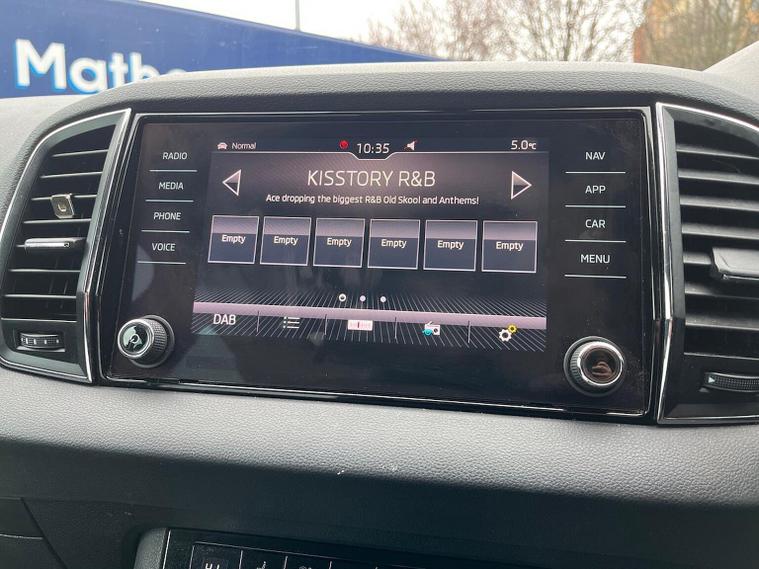 Mathe
RADIO
MEDIA
PHONE
VOICE
Normal
10:35
5.0°C
KISSTORY R&B
Ace dropping the biggest R&B Old Skool and Anthems!
Empty Empty Empty Empty Empty Empty
DAB
NAV
APP
CAR
MENU